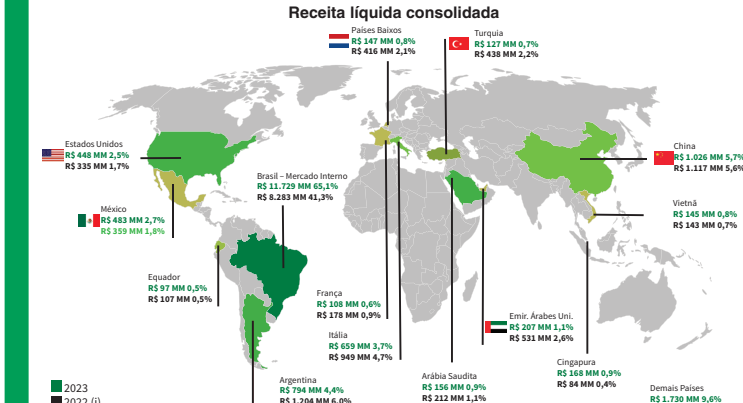 Receita líquida consolidada
Países Baixos
R$ 147 MM 0,8%
R$ 416 MM 2,1%
Turquia
R$ 127 MM 0,7%
R$ 438 MM 2,2%
Estados Unidos
R$ 448 MM 2,5%
R$ 335 MM 1,7%
Brasil – Mercado Interno
R$ 11.729 MM 65,1%
R$ 8.283 MM 41,3%
China
R$ 1.026 MM 5,7%
R$ 1.117 MM 5,6%
México
R$ 483 MM 2,7%
R$ 359 MM 1,8%
Vietnã
R$ 145 MM 0,8%
R$ 143 MM 0,7%
Equador
R$ 97 MM 0,5%
R$ 107 MM 0,5%
França
R$ 108 MM 0,6%
R$ 178 MM 0,9%
Itália
R$ 659 MM 3,7%
R$ 949 MM 4,7%
Emir. Árabes Uni.
R$ 207 MM 1,1%
R$ 531 MM 2,6%
Cingapura
R$ 168 MM 0,9%
R$ 84 MM 0,4%
Arábia Saudita
R$ 156 MM 0,9%
R$ 212 MM 1,1%
Argentina
R$ 794 MM 4,4%
R$ 1.204 MM 6,0%
Demais Países
R$ 1.730 MM 9,6%
2023
2022 (i)